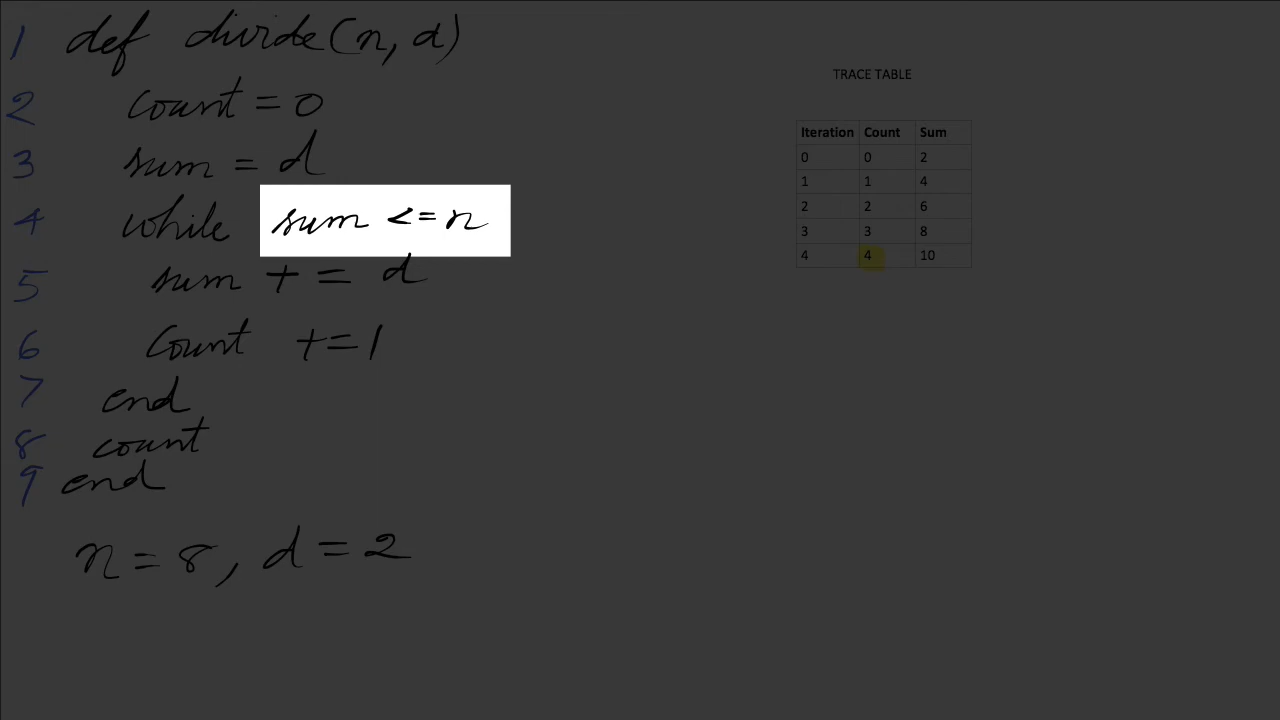 1 def divide(n, d)
2 count = 0
3 sum = d
4 while sum <= n
5 sum += d
6 count += 1
7 end
8 count
9 end
n = 8, d = 2
TRACE TABLE
Iteration Count Sum
0 0 2
1 1 4
2 2 6
3 3 8
4 4 10